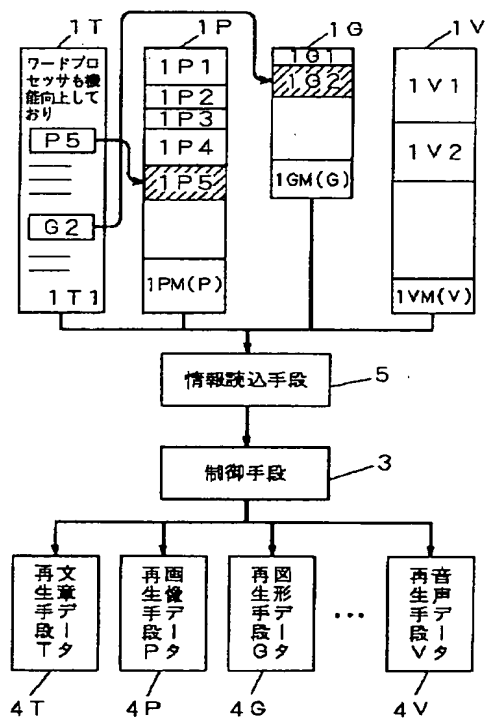 1T
1P
1G
1V
ワードプロ
セッサも機
能向上して
おり
P5
G2
1T1
1P1
1P2
1P3
1P4
1P5
1PM(P)
1G1
1G2
1GM(G)
1V1
1V2
1VM(V)
情報読込手段
5
制御手段
3
文章データ
再生手段T
画像データ
再生手段P
図形データ
再生手段G
...
音声データ
再生手段V
4T
4P
4G
4V